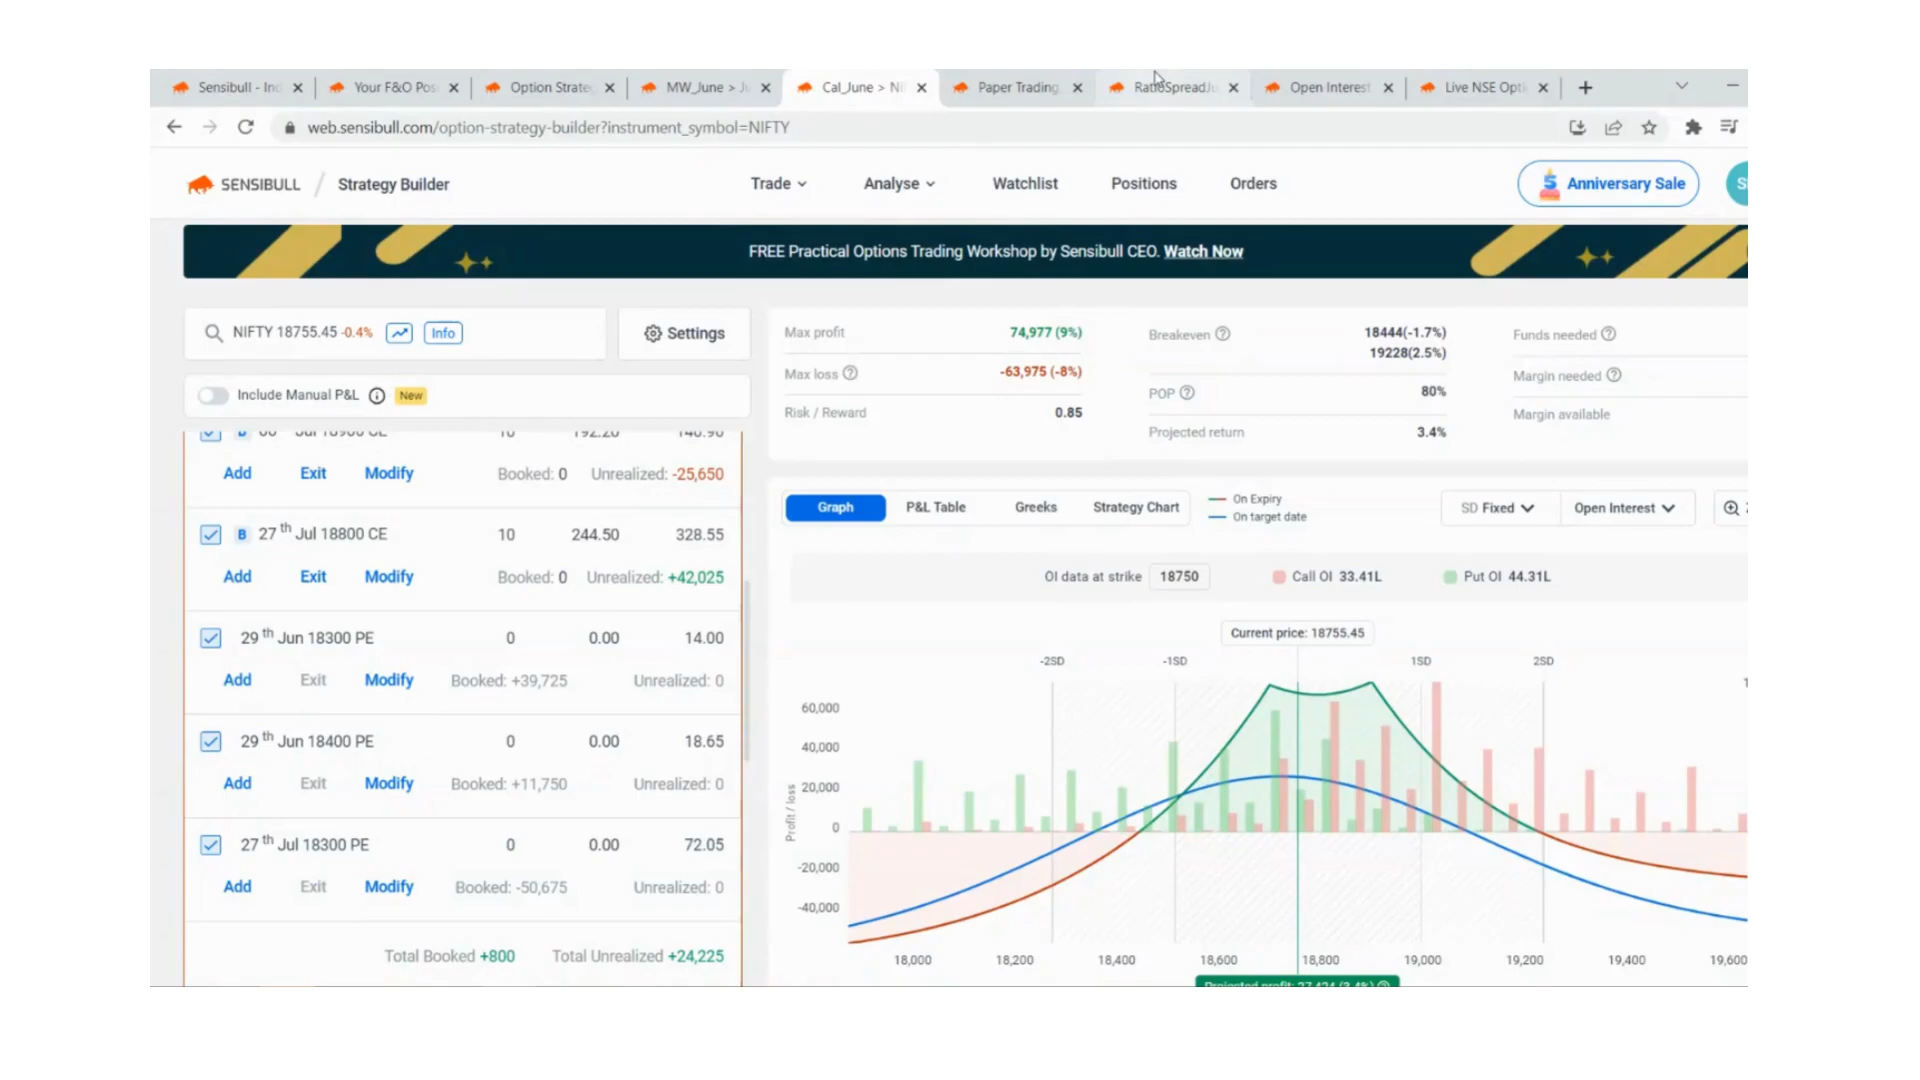 Sensibull - Ind
Your F&O Pos
Option Strate
MW_June > Ju
Cal_June > NI
Paper Trading
RatioSpreadJu
Open Interest
Live NSE Opti
web.sensibull.com/option-strategy-builder?instrument_symbol=NIFTY
SENSIBULL / Strategy Builder
Trade
Analyse
Watchlist
Positions
Orders
5 Anniversary Sale
S
FREE Practical Options Trading Workshop by Sensibull CEO. Watch Now
NIFTY 18755.45 -0.4% Info
Settings
Include Manual P&L New
Add Exit Modify Booked: 0 Unrealized: -25,650
B 27th Jul 18800 CE 10 244.50 328.55
Add Exit Modify Booked: 0 Unrealized: +42,025
29th Jun 18300 PE 0 0.00 14.00
Add Exit Modify Booked: +39,725 Unrealized: 0
29th Jun 18400 PE 0 0.00 18.65
Add Exit Modify Booked: +11,750 Unrealized: 0
27th Jul 18300 PE 0 0.00 72.05
Add Exit Modify Booked: -50,675 Unrealized: 0
Total Booked +800 Total Unrealized +24,225
Max profit 74,977 (9%)
Max loss -63,975 (-8%)
Risk / Reward 0.85
Breakeven 18444(-1.7%)
19228(2.5%)
POP 80%
Projected return 3.4%
Funds needed
Margin needed
Margin available
Graph P&L Table Greeks Strategy Chart
On Expiry
On target date
SD Fixed
Open Interest
OI data at strike 18750 Call OI 33.41L Put OI 44.31L
Current price: 18755.45
-2SD -1SD 1SD 2SD
Profit / loss
60,000
40,000
20,000
0
-20,000
-40,000
18,000 18,200 18,400 18,600 18,800 19,000 19,200 19,400 19,600
Projected profit: 27,424 (3.4%)